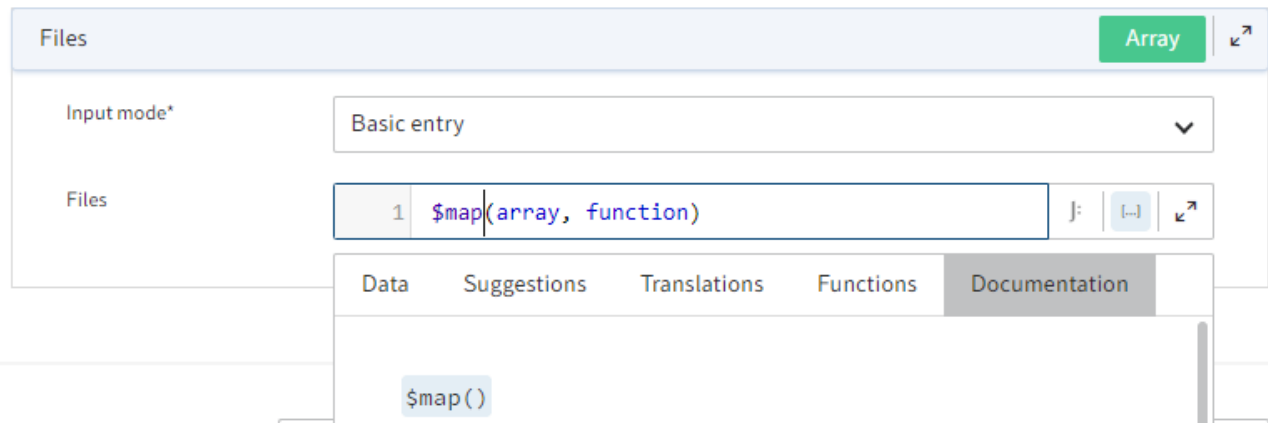 Files Array
Input mode* Basic entry
Files 1 $map(array, function) J: [...]
Data Suggestions Translations Functions Documentation
$map()